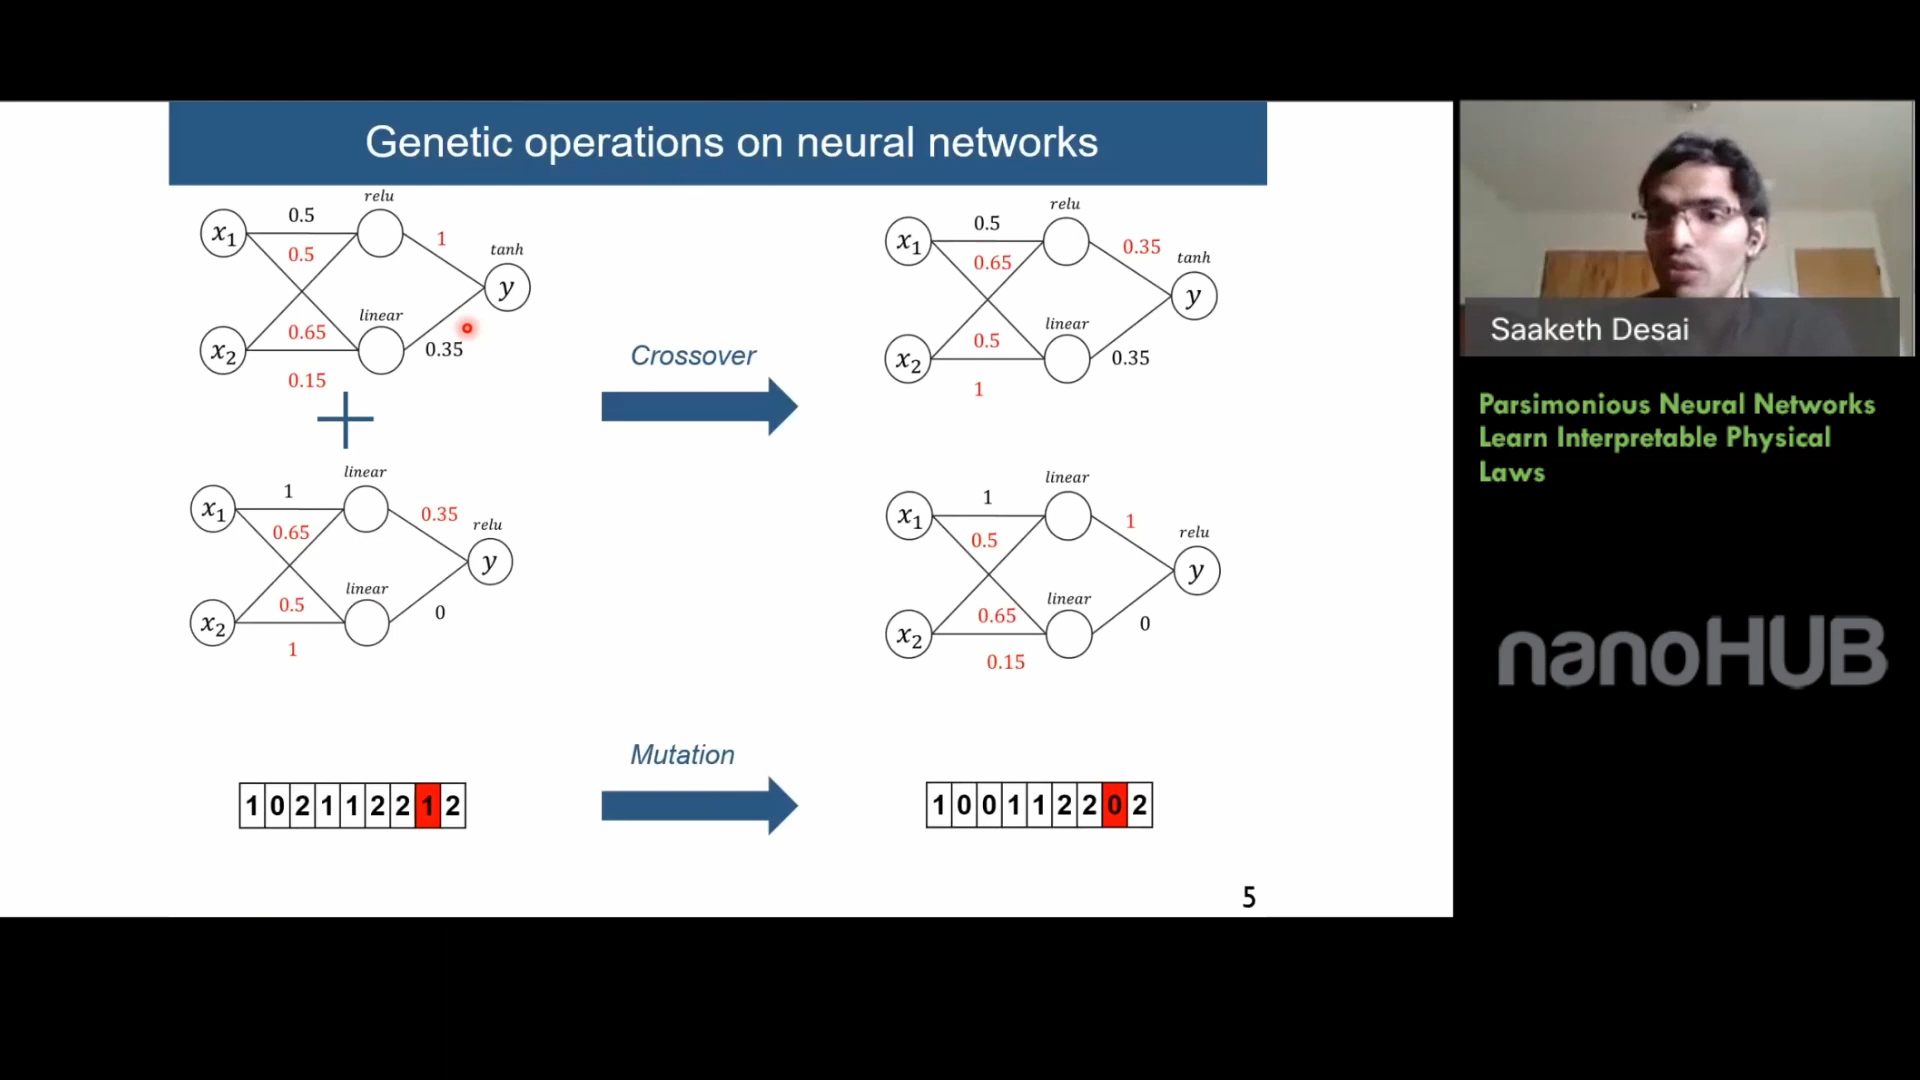 Genetic operations on neural networks
relu
x1 0.5 1
0.5 tanh
y
linear
0.65
x2 0.35
0.15
linear
x1 1 0.35
0.65 relu
y
linear
0.5 0
x2
1
Crossover
relu
x1 0.5 0.35
0.65 tanh
y
linear
0.5
x2 0.35
1
linear
x1 1 1
0.5 relu
y
linear
0.65 0
x2
0.15
Mutation
1 0 2 1 1 2 2 1 2
1 0 0 1 1 2 2 0 2
5
Saaketh Desai
Parsimonious Neural Networks
Learn Interpretable Physical
Laws
nanoHUB